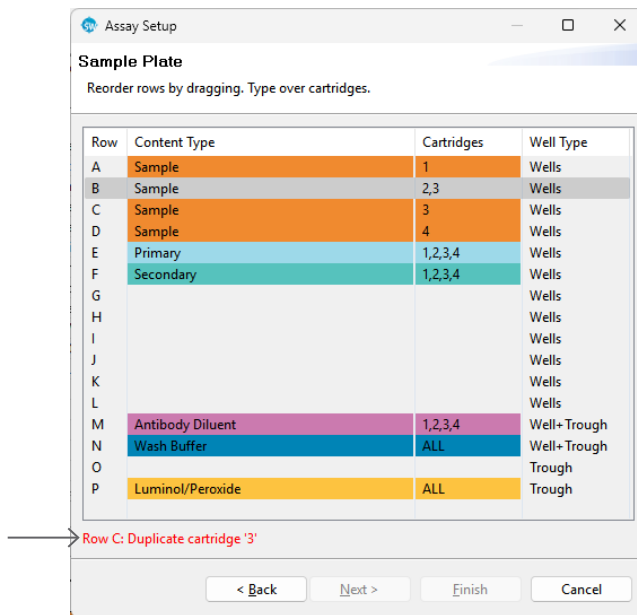 SW Assay Setup
Sample Plate
Reorder rows by dragging. Type over cartridges.
Row Content Type Cartridges Well Type
A Sample 1 Wells
B Sample 2,3 Wells
C Sample 3 Wells
D Sample 4 Wells
E Primary 1,2,3,4 Wells
F Secondary 1,2,3,4 Wells
G Wells
H Wells
I Wells
J Wells
K Wells
L Wells
M Antibody Diluent 1,2,3,4 Well+Trough
N Wash Buffer ALL Well+Trough
O Trough
P Luminol/Peroxide ALL Trough
Row C: Duplicate cartridge '3'
< Back Next > Finish Cancel